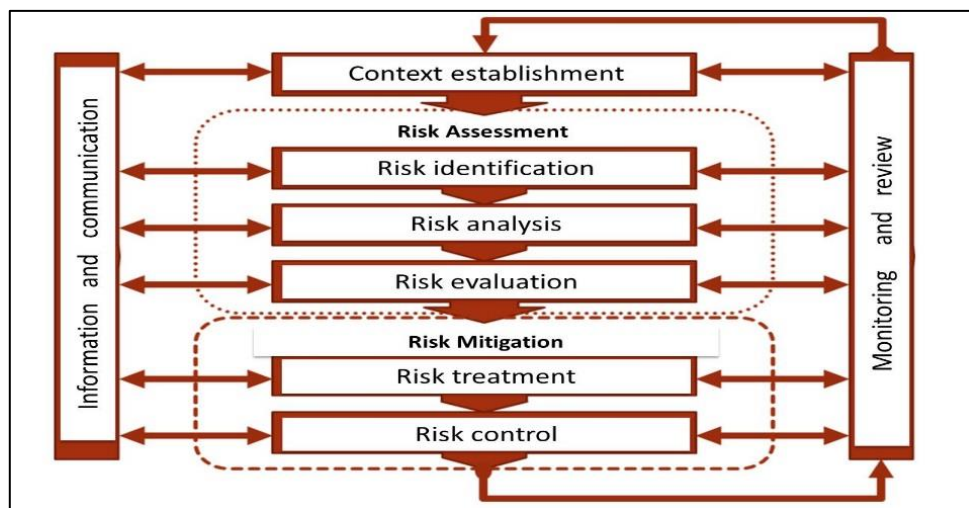 Context establishment
Risk Assessment
Risk identification
Risk analysis
Risk evaluation
Risk Mitigation
Risk treatment
Risk control
Information and communication
Monitoring and review